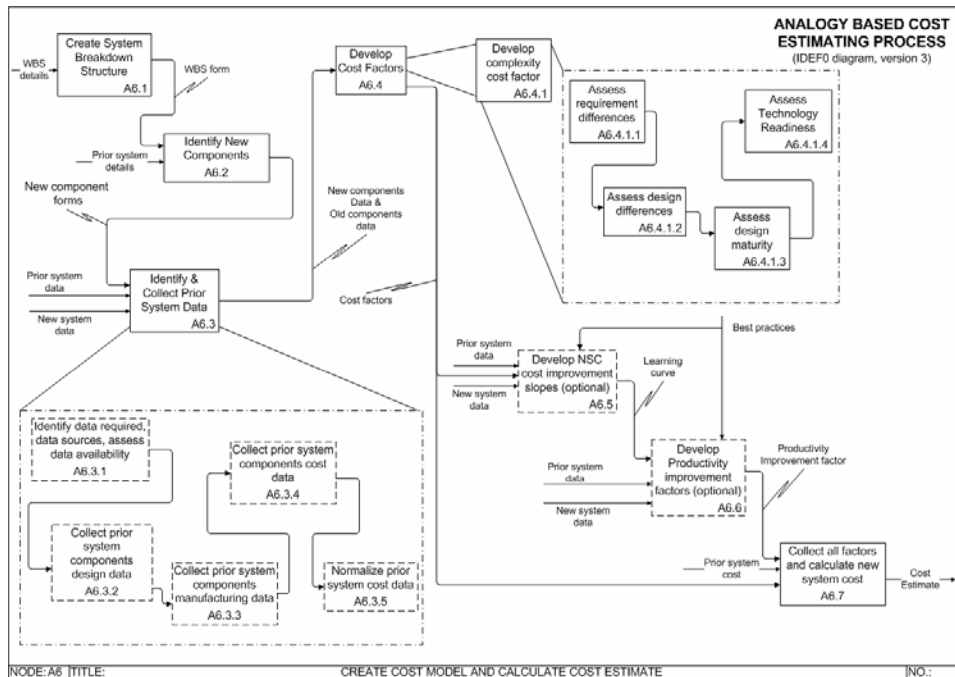 ANALOGY BASED COST
ESTIMATING PROCESS
(IDEF0 diagram, version 3)
Create System
Breakdown
Structure
A6.1
WBS
details
WBS form
Identify New
Components
A6.2
Prior system
details
New component
forms
Prior system
data
New system
data
Identify &
Collect Prior
System Data
A6.3
New components
Data &
Old components
data
Develop
Cost Factors
A6.4
Develop
complexity
cost factor
A6.4.1
Assess
requirement
differences
A6.4.1.1
Assess design
differences
A6.4.1.2
Assess
design
maturity
A6.4.1.3
Assess
Technology
Readiness
A6.4.1.4
Cost factors
Best practices
Prior system
data
New system
data
Develop NSC
cost improvement
slopes (optional)
A6.5
Learning
curve
Prior system
data
New system
data
Develop
Productivity
improvement
factors (optional)
A6.6
Productivity
Improvement factor
Prior system
cost
Collect all factors
and calculate new
system cost
A6.7
Cost
Estimate
Identify data required,
data sources, assess
data availability
A6.3.1
Collect prior
system
components
design data
A6.3.2
Collect prior system
components
manufacturing data
A6.3.3
Collect prior system
components cost
data
A6.3.4
Normalize prior
system cost data
A6.3.5
NODE: A6 TITLE: CREATE COST MODEL AND CALCULATE COST ESTIMATE NO.: